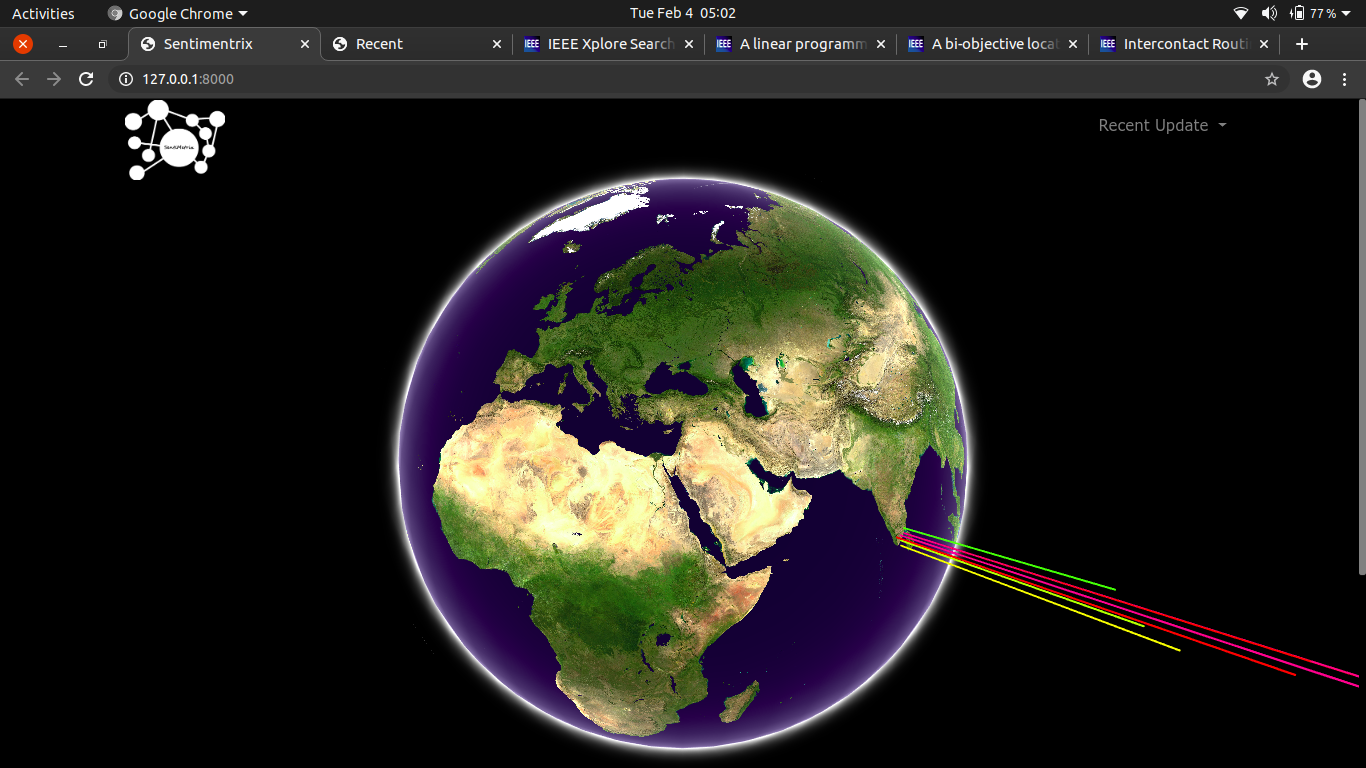 Activities
Google Chrome
Tue Feb 4 05:02
77 %
Sentimentrix
Recent
IEEE Xplore Search
A linear programm
A bi-objective locat
Intercontact Routi
127.0.0.1:8000
Recent Update